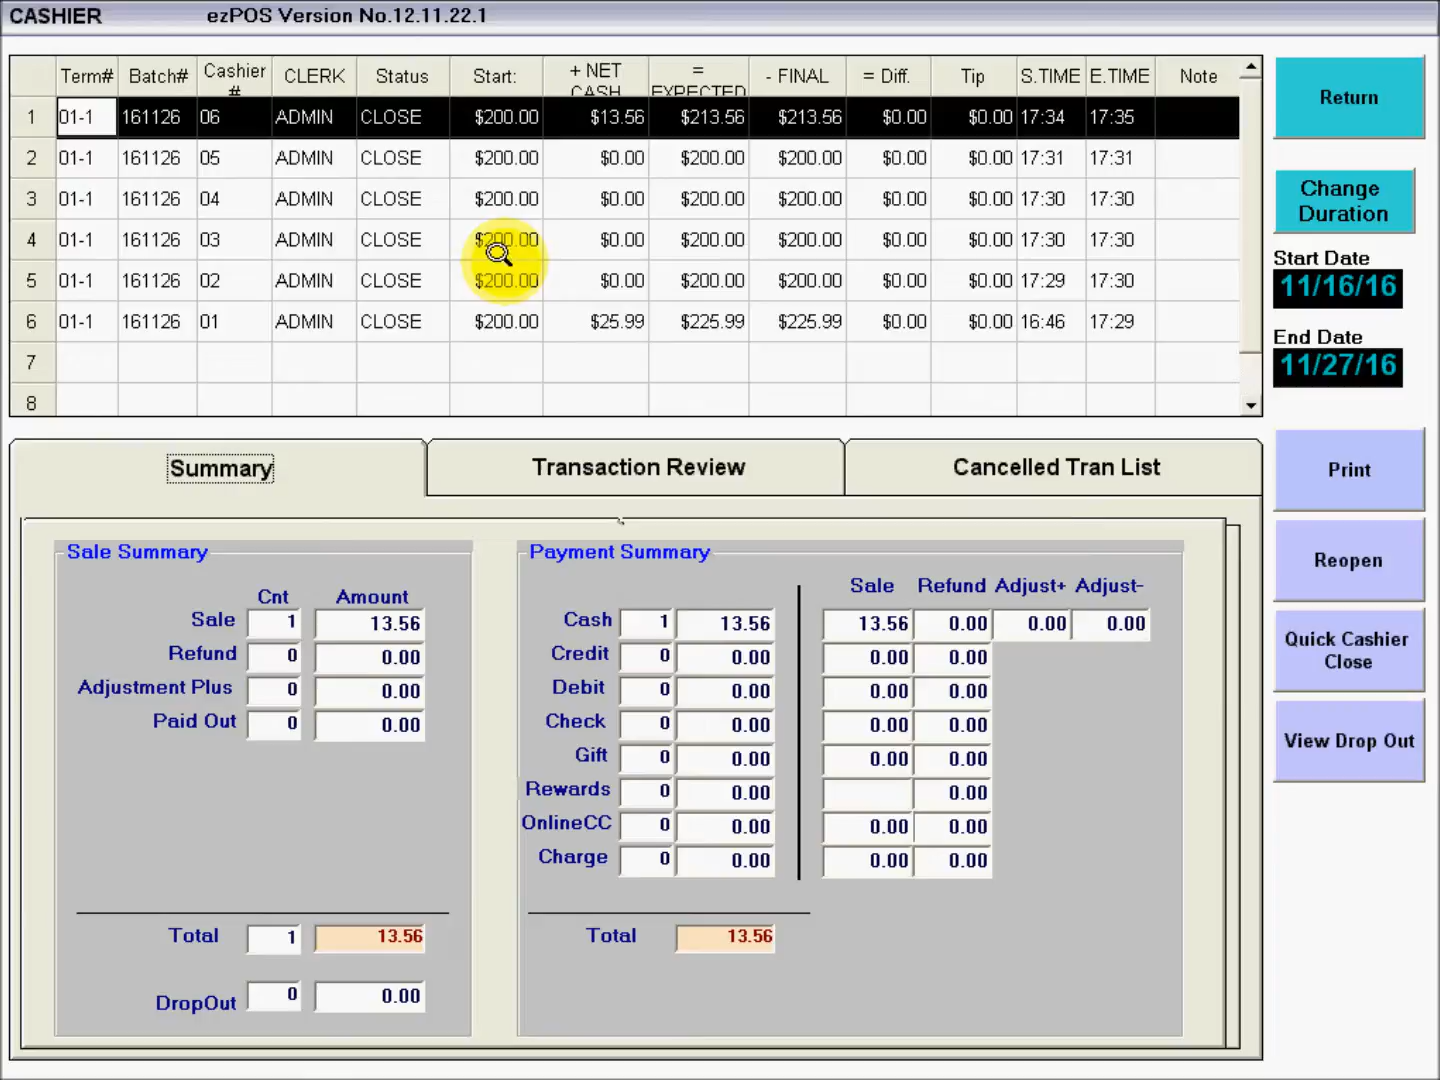 CASHIER ezPOS Version No.12.11.22.1
Term# Batch# Cashier # CLERK Status Start: + NET CASH = EXPECTED - FINAL = Diff. Tip S.TIME E.TIME Note
1 01-1 161126 06 ADMIN CLOSE $200.00 $13.56 $213.56 $213.56 $0.00 $0.00 17:34 17:35
2 01-1 161126 05 ADMIN CLOSE $200.00 $0.00 $200.00 $200.00 $0.00 $0.00 17:31 17:31
3 01-1 161126 04 ADMIN CLOSE $200.00 $0.00 $200.00 $200.00 $0.00 $0.00 17:30 17:30
4 01-1 161126 03 ADMIN CLOSE $200.00 $0.00 $200.00 $200.00 $0.00 $0.00 17:30 17:30
5 01-1 161126 02 ADMIN CLOSE $200.00 $0.00 $200.00 $200.00 $0.00 $0.00 17:29 17:30
6 01-1 161126 01 ADMIN CLOSE $200.00 $25.99 $225.99 $225.99 $0.00 $0.00 16:46 17:29
7
8
Return
Change
Duration
Start Date
11/16/16
End Date
11/27/16
Print
Reopen
Quick Cashier
Close
View Drop Out
Summary Transaction Review Cancelled Tran List
Sale Summary
Cnt Amount
Sale 1 13.56
Refund 0 0.00
Adjustment Plus 0 0.00
Paid Out 0 0.00
Total 1 13.56
DropOut 0 0.00
Payment Summary
Sale Refund Adjust+ Adjust-
Cash 1 13.56 13.56 0.00 0.00 0.00
Credit 0 0.00 0.00 0.00
Debit 0 0.00 0.00 0.00
Check 0 0.00 0.00 0.00
Gift 0 0.00 0.00 0.00
Rewards 0 0.00 0.00
OnlineCC 0 0.00 0.00 0.00
Charge 0 0.00 0.00 0.00
Total 13.56